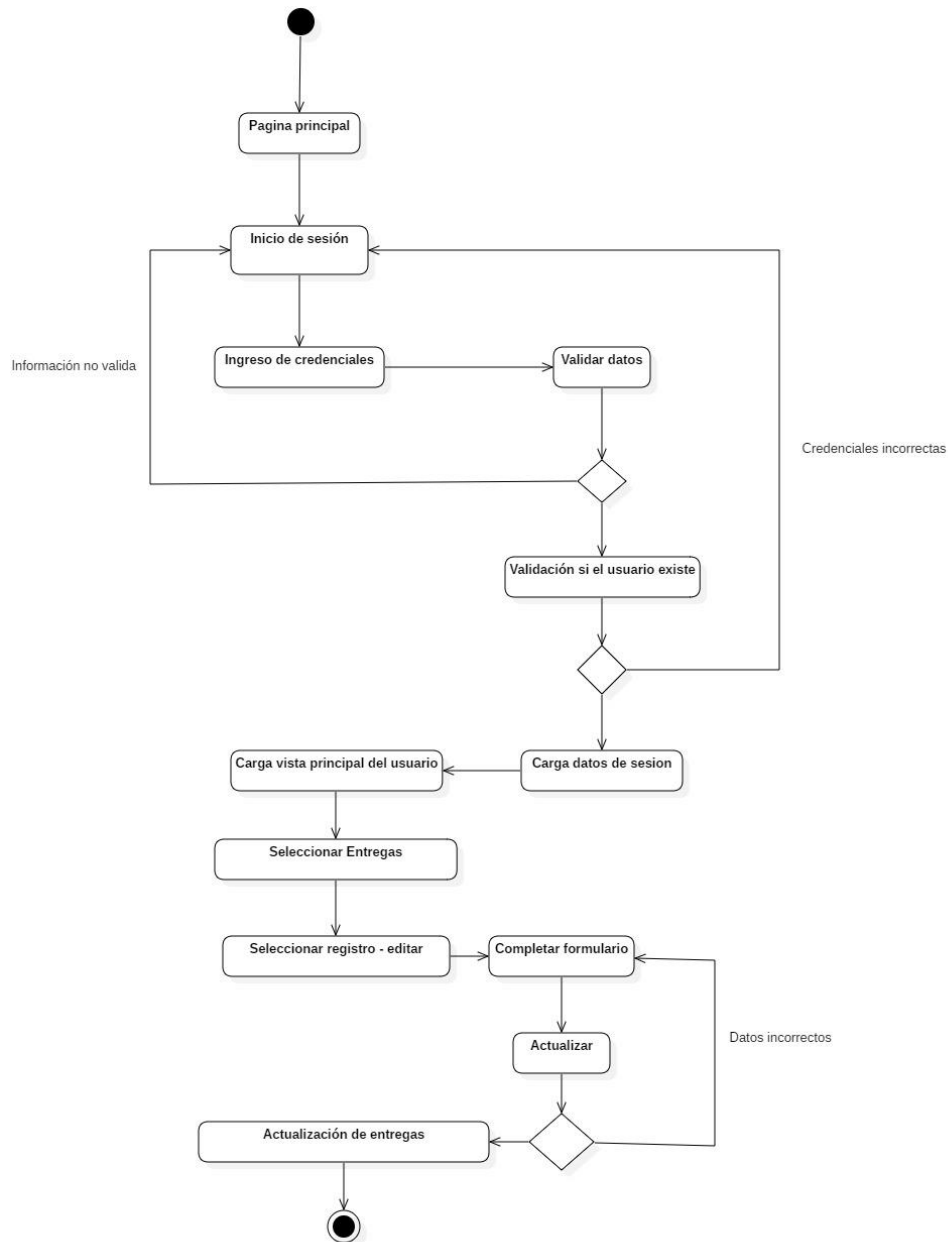 Pagina principal
Inicio de sesión
Ingreso de credenciales
Validar datos
Información no valida
Credenciales incorrectas
Validación si el usuario existe
Carga vista principal del usuario
Carga datos de sesion
Seleccionar Entregas
Seleccionar registro - editar
Completar formulario
Datos incorrectos
Actualizar
Actualización de entregas